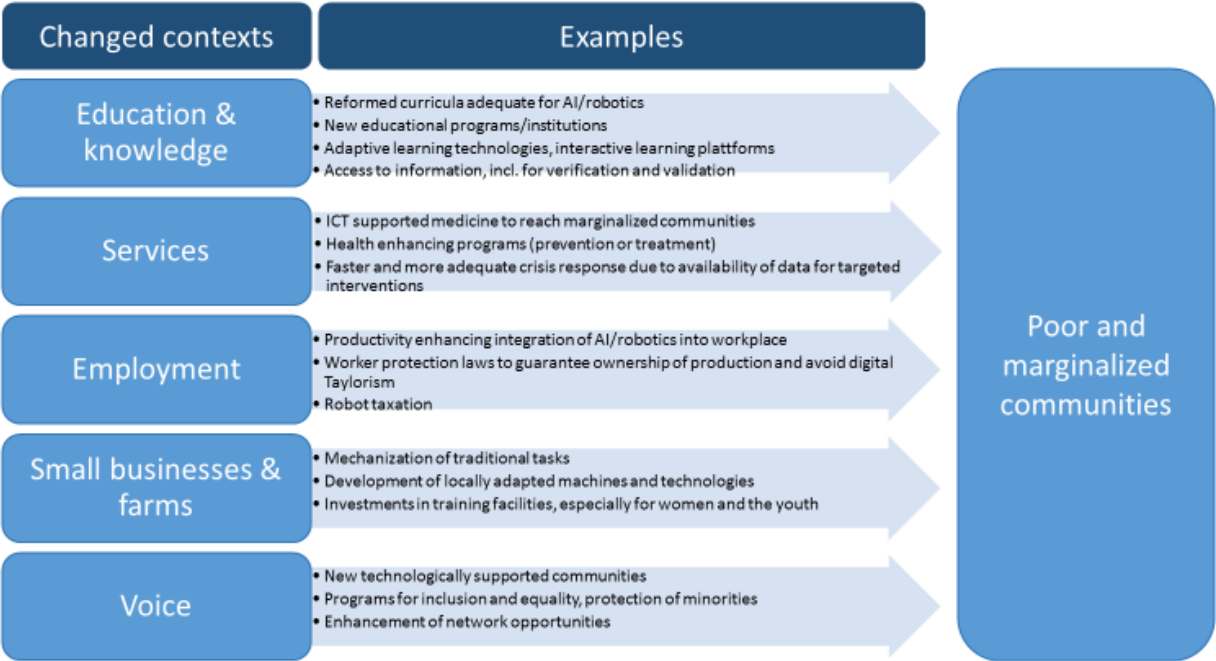 Changed contexts
Examples
Education &
knowledge
• Reformed curricula adequate for AI/robotics
• New educational programs/institutions
• Adaptive learning technologies, interactive learning plattforms
• Access to information, incl. for verification and validation
Services
• ICT supported medicine to reach marginalized communities
• Health enhancing programs (prevention or treatment)
• Faster and more adequate crisis response due to availability of data for targeted
interventions
Employment
• Productivity enhancing integration of AI/robotics into workplace
• Worker protection laws to guarantee ownership of production and avoid digital
Taylorism
• Robot taxation
Small businesses &
farms
• Mechanization of traditional tasks
• Development of locally adapted machines and technologies
• Investments in training facilities, especially for women and the youth
Voice
• New technologically supported communities
• Programs for inclusion and equality, protection of minorities
• Enhancement of network opportunities
Poor and
marginalized
communities